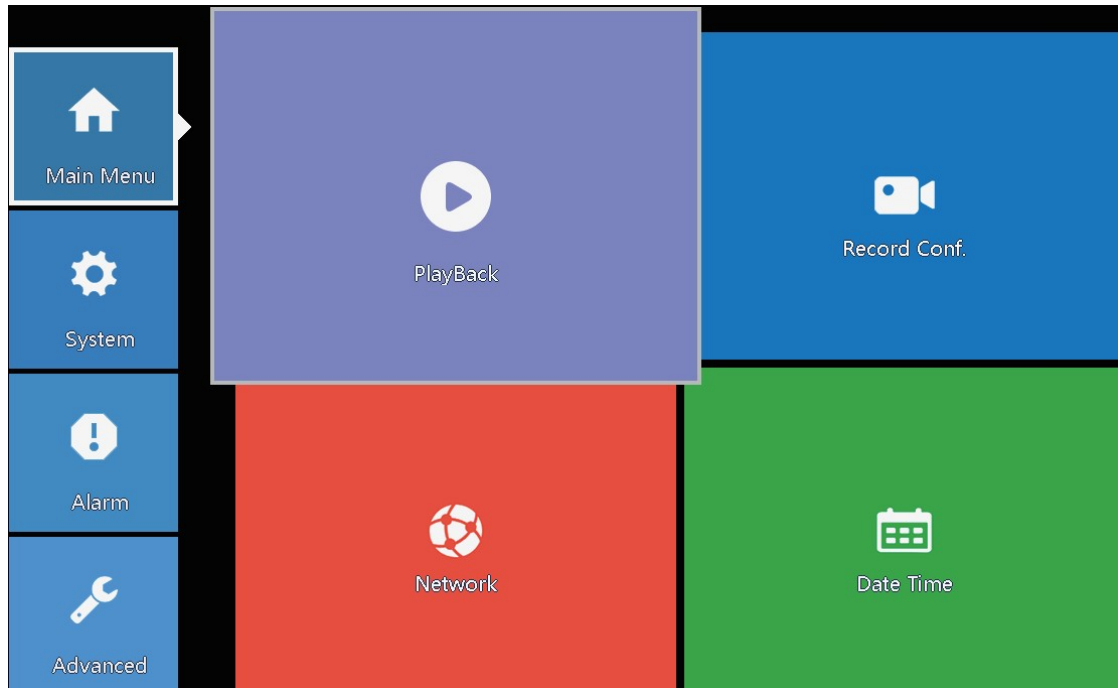 Main Menu
System
Alarm
Advanced
PlayBack
Record Conf.
Network
Date Time